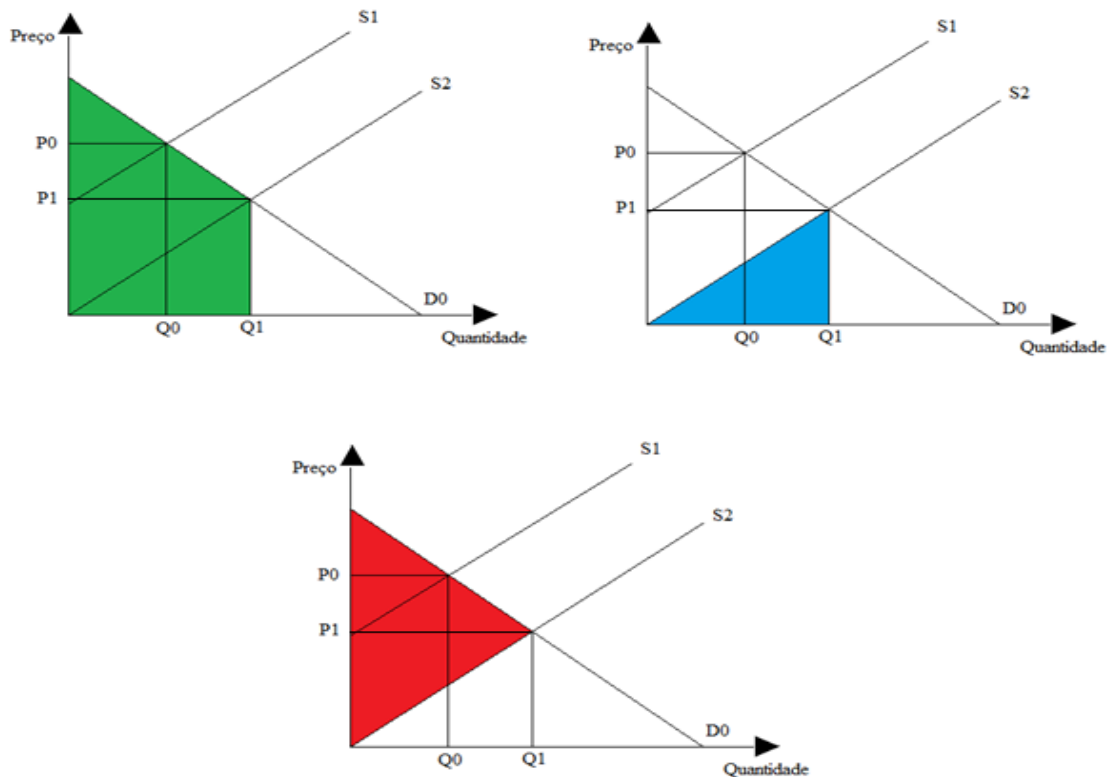 S1
Preço
S2
P0
P1
D0
Q0 Q1
Quantidade
S1
Preço
S2
P0
P1
D0
Q0 Q1
Quantidade
S1
Preço
S2
P0
P1
D0
Q0 Q1
Quantidade